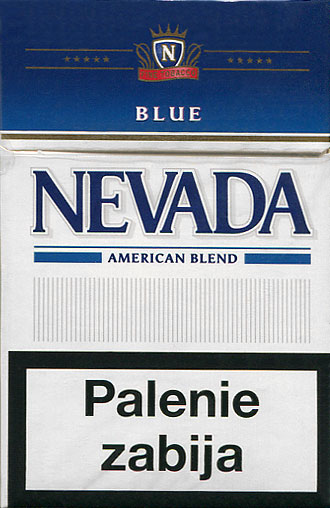 N
BLUE
NEVADA
AMERICAN BLEND
Palenie
zabija